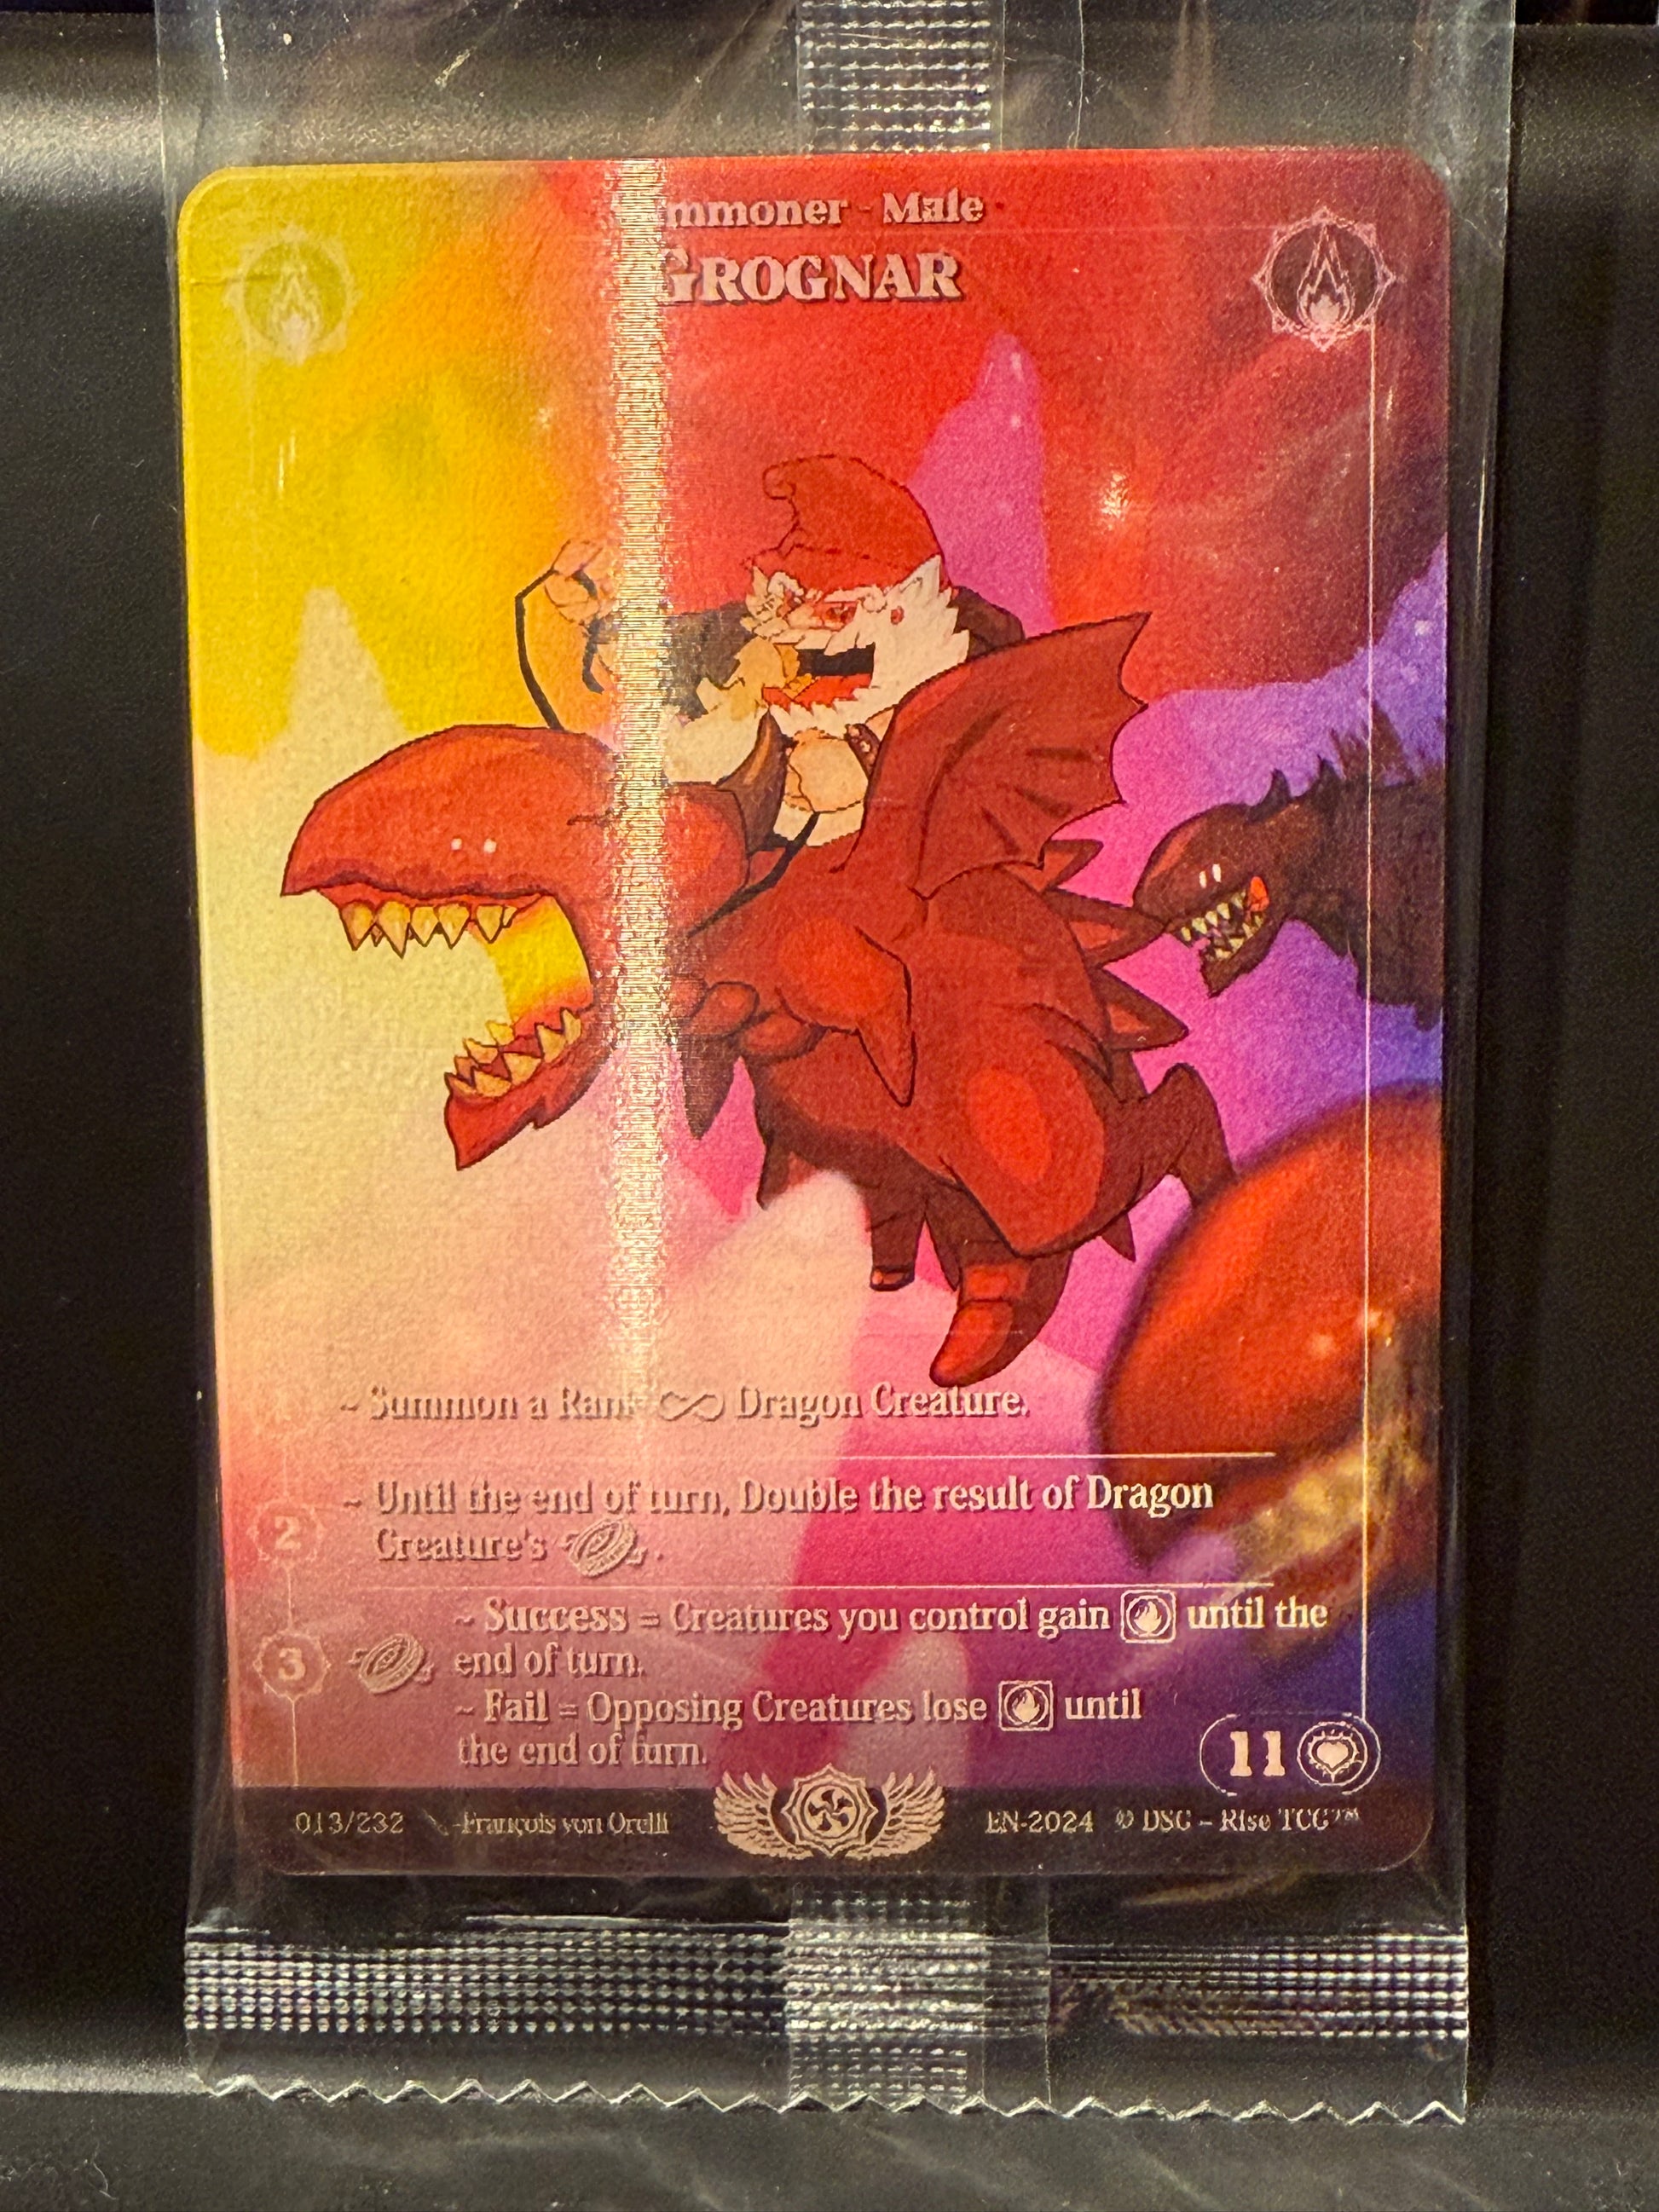 mmoner - Male
GROGNAR
~ Summon a Rank ∞ Dragon Creature.
2 ~ Until the end of turn, Double the result of Dragon
Creature's .
~ Success = Creatures you control gain until the
3 end of turn.
~ Fail = Opposing Creatures lose until
the end of turn.
11
013/232 François von Orelli EN-2024 © DSC - Rise TCG™